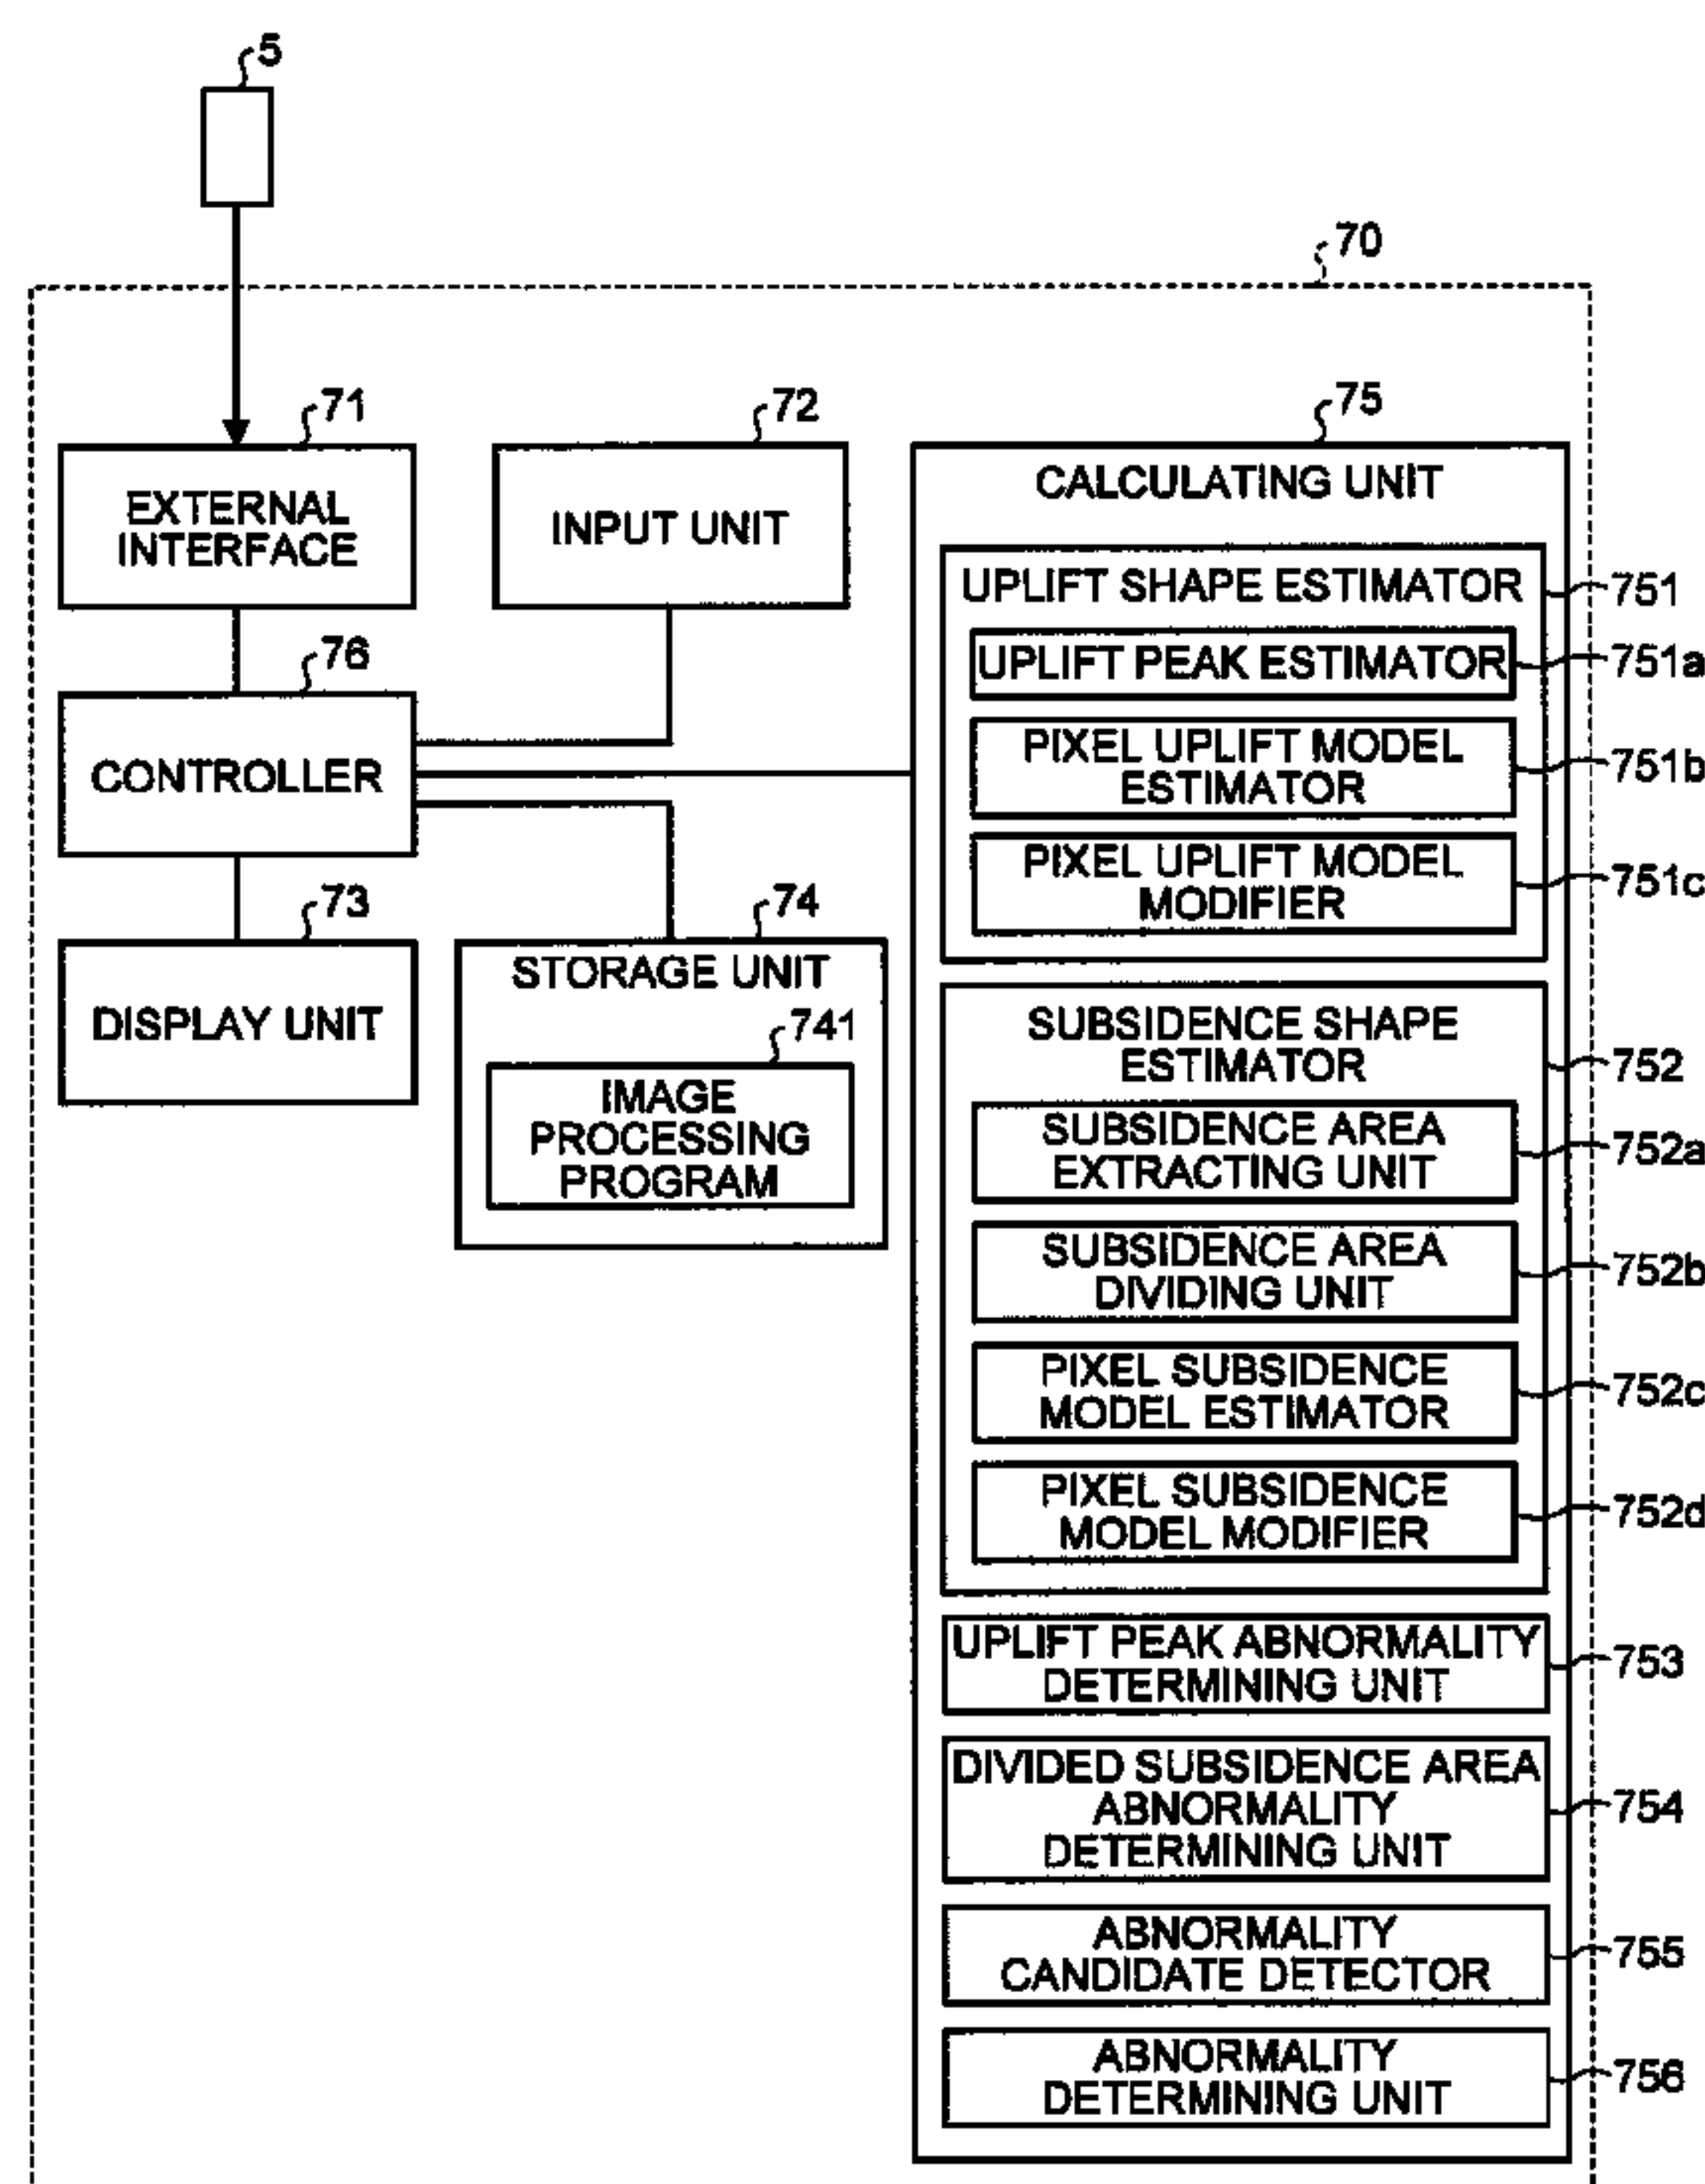 5
70
71
EXTERNAL
INTERFACE
72
INPUT UNIT
76
CONTROLLER
73
DISPLAY UNIT
74
STORAGE UNIT
741
IMAGE
PROCESSING
PROGRAM
75
CALCULATING UNIT
UPLIFT SHAPE ESTIMATOR
751
UPLIFT PEAK ESTIMATOR
751a
PIXEL UPLIFT MODEL
ESTIMATOR
751b
PIXEL UPLIFT MODEL
MODIFIER
751c
SUBSIDENCE SHAPE
ESTIMATOR
752
SUBSIDENCE AREA
EXTRACTING UNIT
752a
SUBSIDENCE AREA
DIVIDING UNIT
752b
PIXEL SUBSIDENCE
MODEL ESTIMATOR
752c
PIXEL SUBSIDENCE
MODEL MODIFIER
752d
UPLIFT PEAK ABNORMALITY
DETERMINING UNIT
753
DIVIDED SUBSIDENCE AREA
ABNORMALITY
DETERMINING UNIT
754
ABNORMALITY
CANDIDATE DETECTOR
755
ABNORMALITY
DETERMINING UNIT
756